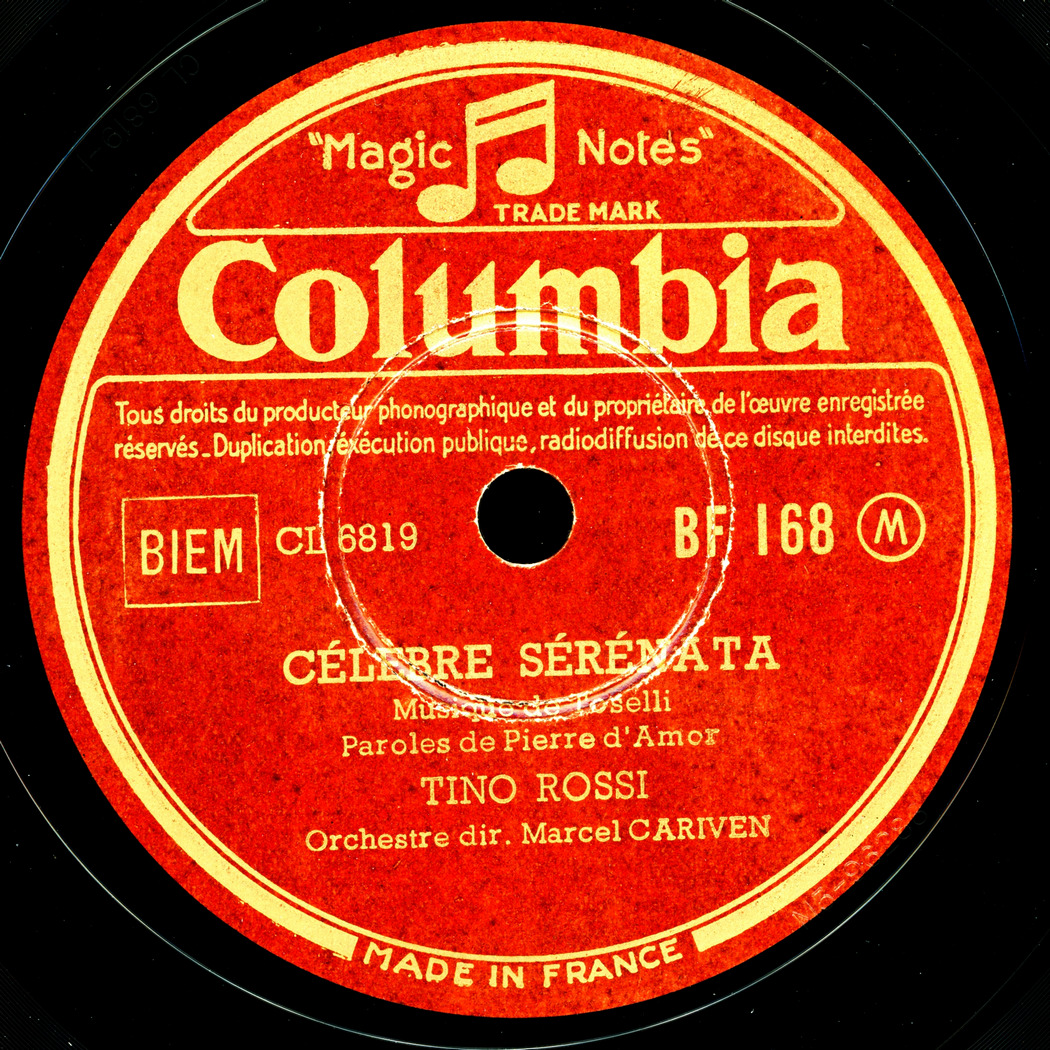 "Magic Notes"
TRADE MARK
Columbia
Tous droits du producteur phonographique et du propriétaire de l'œuvre enregistrée
réservés_Duplication, éxécution publique, radiodiffusion de ce disque interdites.
BIEM CL 6819 BF 168 M
CÉLÈBRE SÉRÉNATA
Musique de Toselli
Paroles de Pierre d'Amor
TINO ROSSI
Orchestre dir. Marcel CARIVEN
MADE IN FRANCE